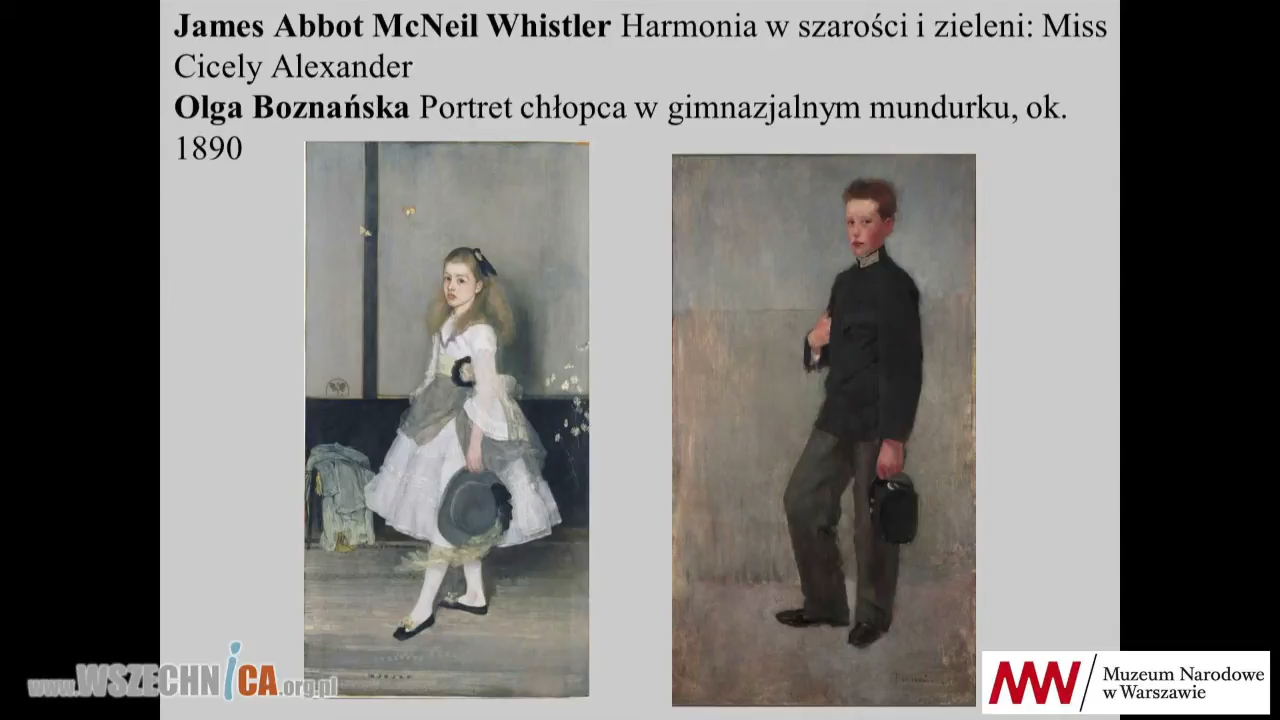 James Abbot McNeil Whistler Harmonia w szarości i zieleni: Miss
Cicely Alexander
Olga Boznańska Portret chłopca w gimnazjalnym mundurku, ok.
1890
www.WSZECHNICA.org.pl
MNW
Muzeum Narodowe
w Warszawie